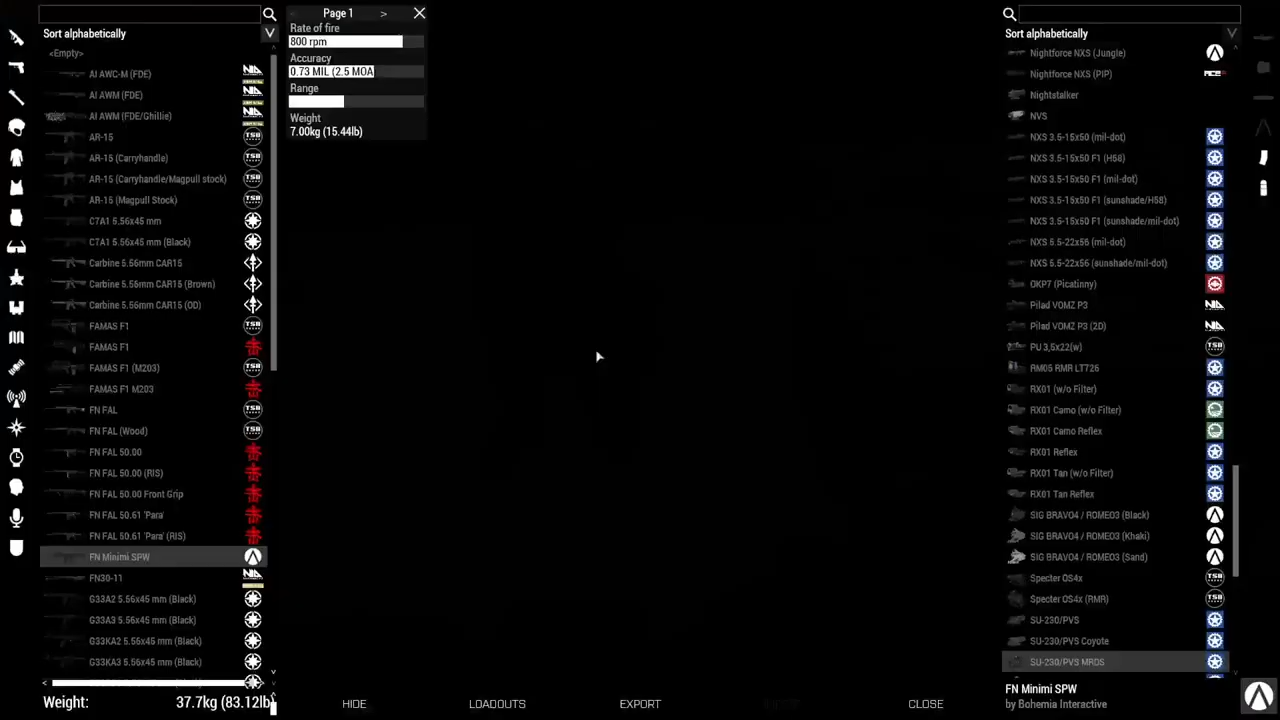 Sort alphabetically
<Empty>
AI AWC-M (FDE)
AI AWM (FDE)
AI AWM (FDE/Ghillie)
AR-15
AR-15 (Carryhandle)
AR-15 (Carryhandle/Magpull stock)
AR-15 (Magpull Stock)
C7A1 5.56x45 mm
C7A1 5.56x45 mm (Black)
Carbine 5.56mm CAR15
Carbine 5.56mm CAR15 (Brown)
Carbine 5.56mm CAR15 (OD)
FAMAS F1
FAMAS F1
FAMAS F1 (M203)
FAMAS F1 M203
FN FAL
FN FAL (Wood)
FN FAL 50.00
FN FAL 50.00 (RIS)
FN FAL 50.00 Front Grip
FN FAL 50.61 'Para'
FN FAL 50.61 'Para' (RIS)
FN Minimi SPW
FN30-11
G33A2 5.56x45 mm (Black)
G33A3 5.56x45 mm (Black)
G33KA2 5.56x45 mm (Black)
G33KA3 5.56x45 mm (Black)
Weight: 37.7kg (83.12lb)
Page 1 >
Rate of fire
800 rpm
Accuracy
0.73 MIL (2.5 MOA
Range
Weight
7.00kg (15.44lb)
HIDE LOADOUTS EXPORT CLOSE
Sort alphabetically
Nightforce NXS (Jungle)
Nightforce NXS (PIP)
Nightstalker
NVS
NXS 3.5-15x50 (mil-dot)
NXS 3.5-15x50 F1 (H58)
NXS 3.5-15x50 F1 (mil-dot)
NXS 3.5-15x50 F1 (sunshade/H58)
NXS 3.5-15x50 F1 (sunshade/mil-dot)
NXS 5.5-22x56 (mil-dot)
NXS 5.5-22x56 (sunshade/mil-dot)
OKP7 (Picatinny)
Pilad VOMZ P3
Pilad VOMZ P3 (2D)
PU 3,5x22(w)
RM05 RMR LT726
RX01 (w/o Filter)
RX01 Camo (w/o Filter)
RX01 Camo Reflex
RX01 Reflex
RX01 Tan (w/o Filter)
RX01 Tan Reflex
SIG BRAVO4 / ROMEO3 (Black)
SIG BRAVO4 / ROMEO3 (Khaki)
SIG BRAVO4 / ROMEO3 (Sand)
Specter OS4x
Specter OS4x (RMR)
SU-230/PVS
SU-230/PVS Coyote
SU-230/PVS MRDS
FN Minimi SPW
by Bohemia Interactive